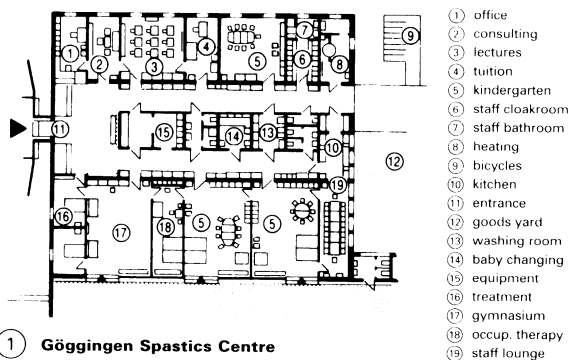 1 office
2 consulting
3 lectures
4 tuition
5 kindergarten
6 staff cloakroom
7 staff bathroom
8 heating
9 bicycles
10 kitchen
11 entrance
12 goods yard
13 washing room
14 baby changing
15 equipment
16 treatment
17 gymnasium
18 occup. therapy
19 staff lounge
1 2 3 4 5 6 7 8 9
11 15 14 13 10 12
16 17 18 5 5 19
1 Göggingen Spastics Centre